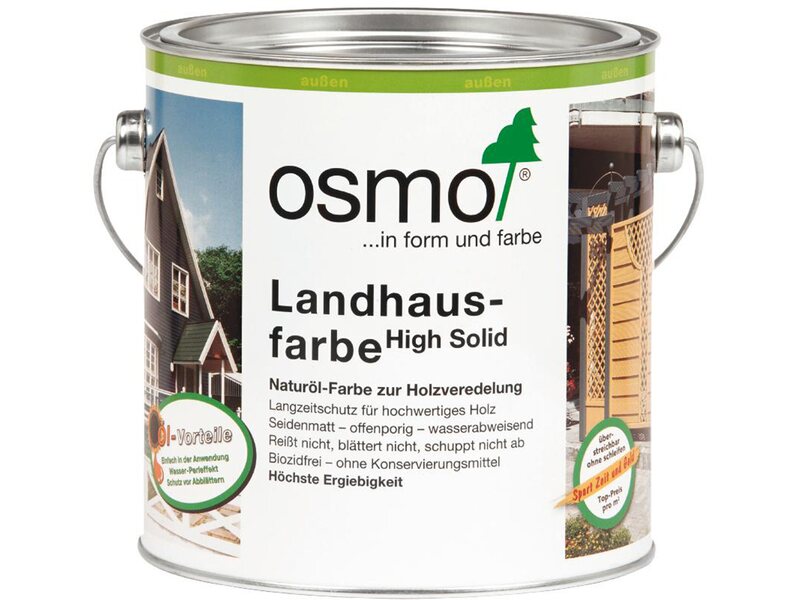 außen
außen
außen
außen
osmo®
...in form und farbe
Landhaus-
farbe High Solid
Naturöl-Farbe zur Holzveredelung
Langzeitschutz für hochwertiges Holz
Seidenmatt – offenporig – wasserabweisend
Reißt nicht, blättert nicht, schuppt nicht ab
Biozidfrei – ohne Konservierungsmittel
Höchste Ergiebigkeit
Öl-Vorteile
Einfach in der Anwendung
Wasser-Perleffekt
Schutz vor Abblättern
über-
streichbar
ohne schleifen
Spart Zeit und Geld
Top-Preis
pro m²